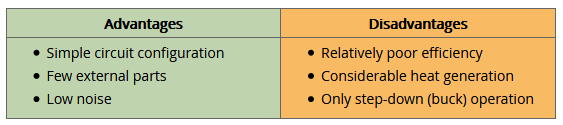 Advantages
Disadvantages
• Simple circuit configuration
• Few external parts
• Low noise
• Relatively poor efficiency
• Considerable heat generation
• Only step-down (buck) operation